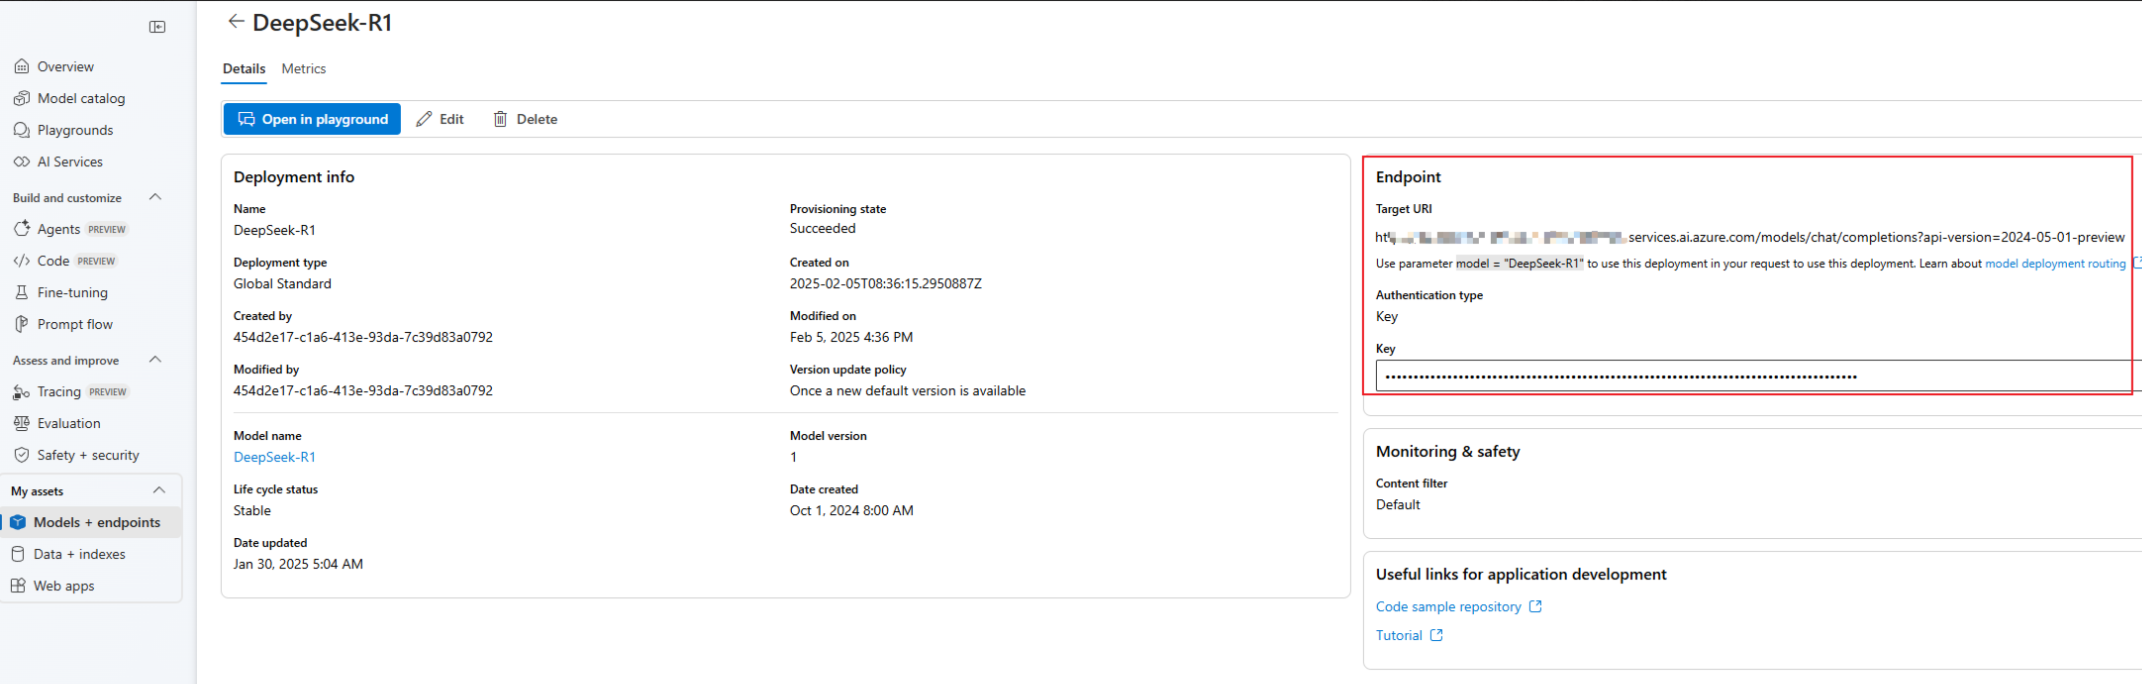 DeepSeek-R1
Overview
Model catalog
Playgrounds
AI Services
Build and customize
Agents PREVIEW
Code PREVIEW
Fine-tuning
Prompt flow
Assess and improve
Tracing PREVIEW
Evaluation
Safety + security
My assets
Models + endpoints
Data + indexes
Web apps
Details Metrics
Open in playground Edit Delete
Deployment info
Name
DeepSeek-R1
Provisioning state
Succeeded
Deployment type
Global Standard
Created on
2025-02-05T08:36:15.2950887Z
Created by
454d2e17-c1a6-413e-93da-7c39d83a0792
Modified on
Feb 5, 2025 4:36 PM
Modified by
454d2e17-c1a6-413e-93da-7c39d83a0792
Version update policy
Once a new default version is available
Model name
DeepSeek-R1
Model version
1
Life cycle status
Stable
Date created
Oct 1, 2024 8:00 AM
Date updated
Jan 30, 2025 5:04 AM
Endpoint
Target URI
.services.ai.azure.com/models/chat/completions?api-version=2024-05-01-preview
Use parameter model = "DeepSeek-R1" to use this deployment in your request to use this deployment. Learn about model deployment routing
Authentication type
Key
Key
Monitoring & safety
Content filter
Default
Useful links for application development
Code sample repository
Tutorial